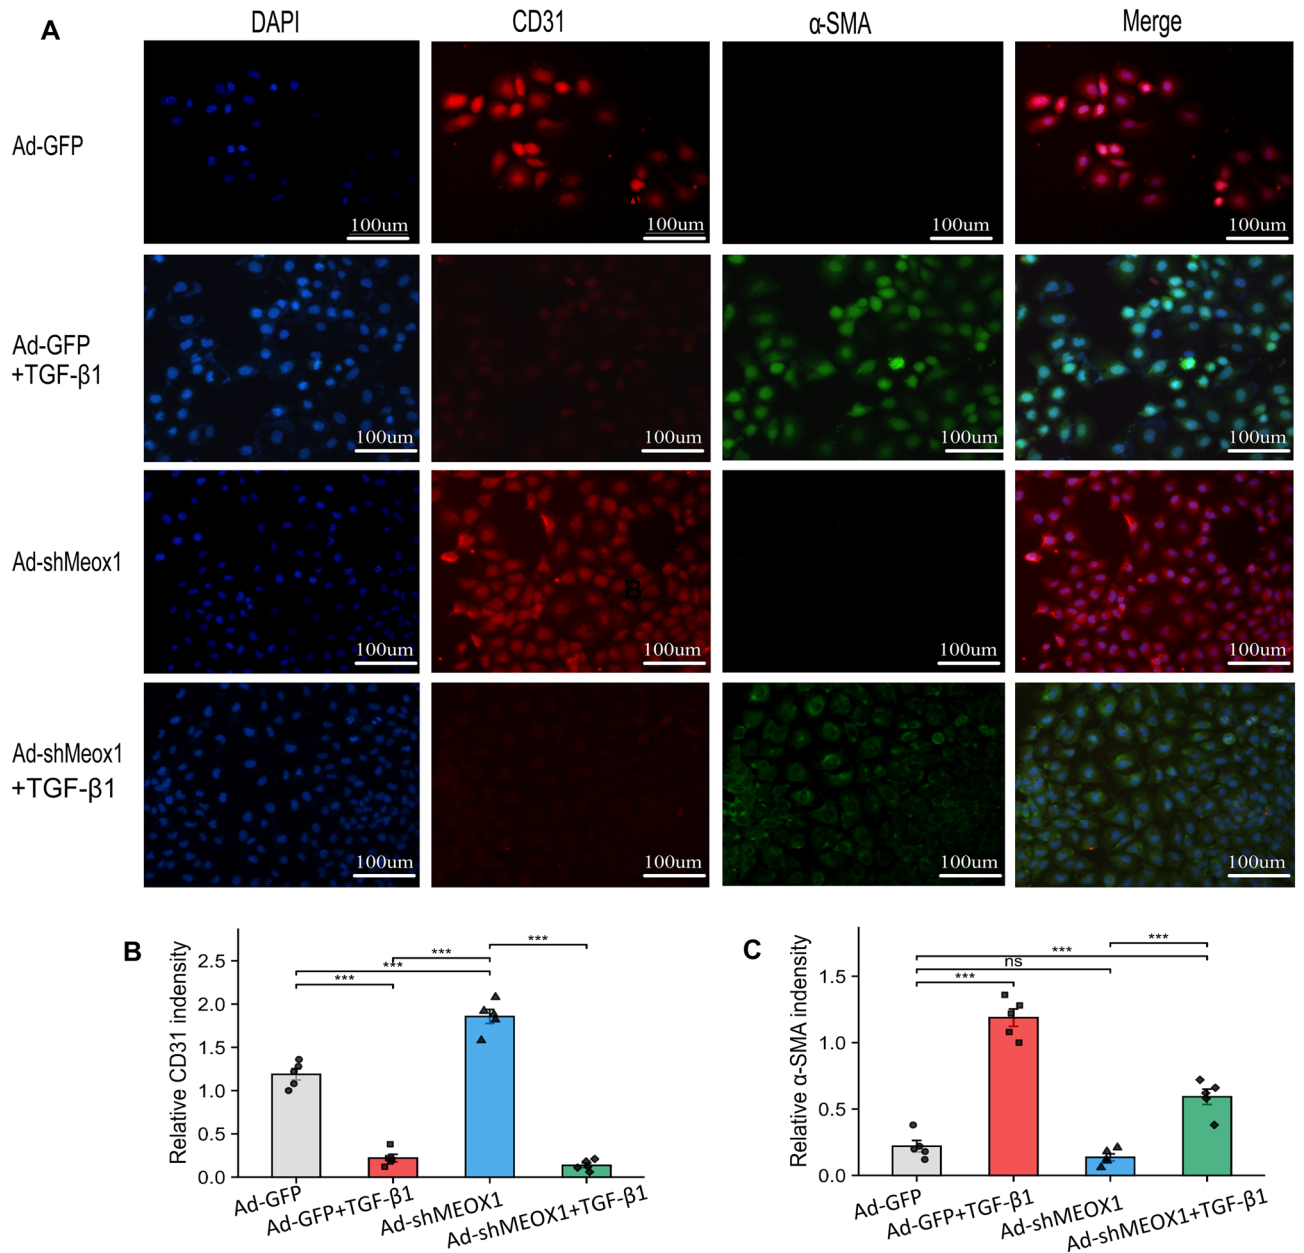 A
DAPI CD31 α-SMA Merge
Ad-GFP
100um 100um 100um 100um
Ad-GFP
+TGF-β1
100um 100um 100um 100um
Ad-shMeox1
B
100um 100um 100um 100um
Ad-shMeox1
+TGF-β1
100um 100um 100um 100um
B
Relative CD31 indensity
2.5
2.0
1.5
1.0
0.5
0.0
***
***
***
***
Ad-GFP
Ad-GFP+TGF-β1
Ad-shMEOX1
Ad-shMEOX1+TGF-β1
C
Relative α-SMA indensity
1.5
1.0
0.5
0.0
***
***
ns
***
Ad-GFP
Ad-GFP+TGF-β1
Ad-shMEOX1
Ad-shMEOX1+TGF-β1